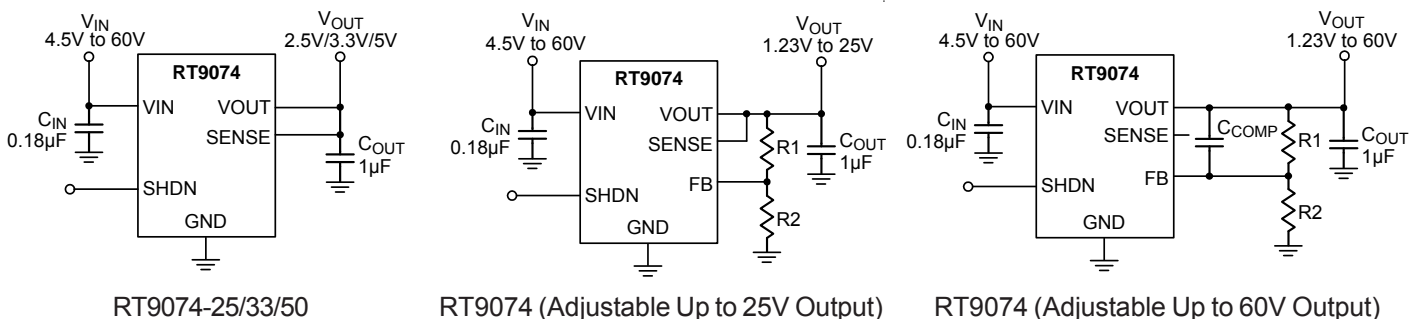 VIN
4.5V to 60V
VOUT
2.5V/3.3V/5V
RT9074
VIN
VOUT
SENSE
CIN
0.18µF
COUT
1µF
SHDN
GND
RT9074-25/33/50
VIN
4.5V to 60V
VOUT
1.23V to 25V
RT9074
VIN
VOUT
SENSE
CIN
0.18µF
R1
COUT
1µF
FB
SHDN
R2
GND
RT9074 (Adjustable Up to 25V Output)
VIN
4.5V to 60V
VOUT
1.23V to 60V
RT9074
VIN
VOUT
SENSE
CIN
0.18µF
CCOMP
R1
COUT
1µF
FB
SHDN
R2
GND
RT9074 (Adjustable Up to 60V Output)